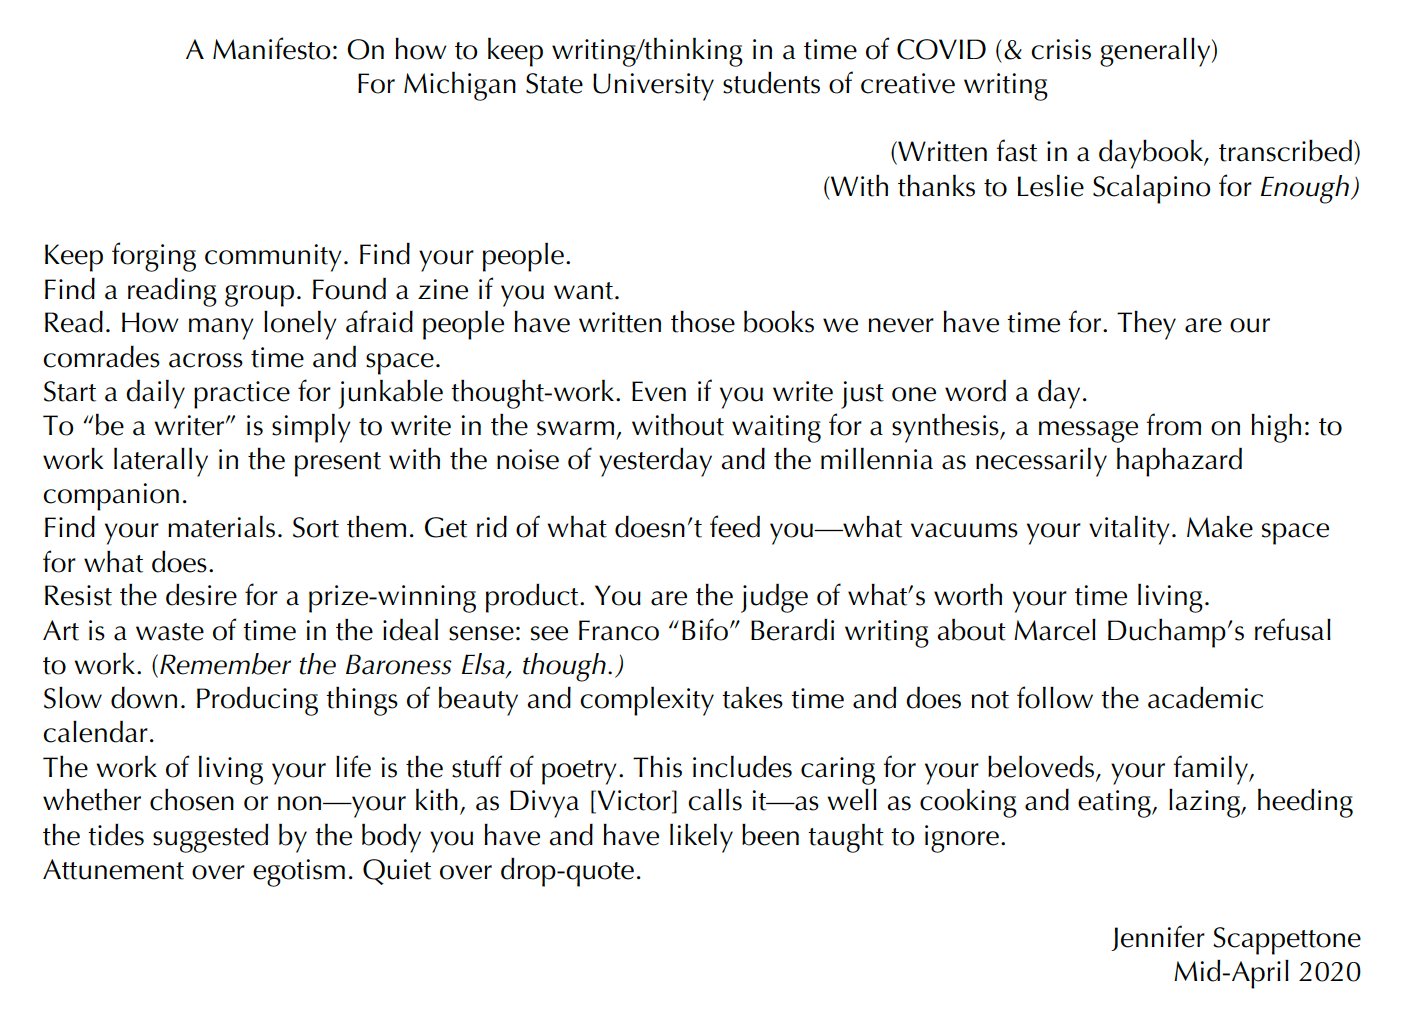 A Manifesto: On how to keep writing/thinking in a time of COVID (& crisis generally)
For Michigan State University students of creative writing
(Written fast in a daybook, transcribed)
(With thanks to Leslie Scalapino for Enough)
Keep forging community. Find your people.
Find a reading group. Found a zine if you want.
Read. How many lonely afraid people have written those books we never have time for. They are our
comrades across time and space.
Start a daily practice for junkable thought-work. Even if you write just one word a day.
To “be a writer” is simply to write in the swarm, without waiting for a synthesis, a message from on high: to
work laterally in the present with the noise of yesterday and the millennia as necessarily haphazard
companion.
Find your materials. Sort them. Get rid of what doesn’t feed you—what vacuums your vitality. Make space
for what does.
Resist the desire for a prize-winning product. You are the judge of what’s worth your time living.
Art is a waste of time in the ideal sense: see Franco “Bifo” Berardi writing about Marcel Duchamp’s refusal
to work. (Remember the Baroness Elsa, though.)
Slow down. Producing things of beauty and complexity takes time and does not follow the academic
calendar.
The work of living your life is the stuff of poetry. This includes caring for your beloveds, your family,
whether chosen or non—your kith, as Divya [Victor] calls it—as well as cooking and eating, lazing, heeding
the tides suggested by the body you have and have likely been taught to ignore.
Attunement over egotism. Quiet over drop-quote.
Jennifer Scappettone
Mid-April 2020